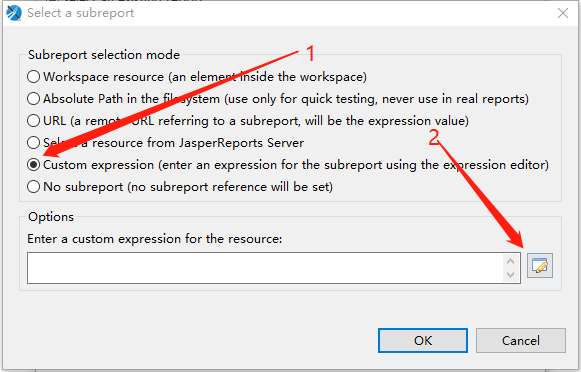 Select a subreport
Subreport selection mode
1
Workspace resource (an element inside the workspace)
Absolute Path in the filesystem (use only for quick testing, never use in real reports)
URL (a remote URL referring to a subreport, will be the expression value)
Select a resource from JasperReports Server
2
Custom expression (enter an expression for the subreport using the expression editor)
No subreport (no subreport reference will be set)
Options
Enter a custom expression for the resource:
OK
Cancel